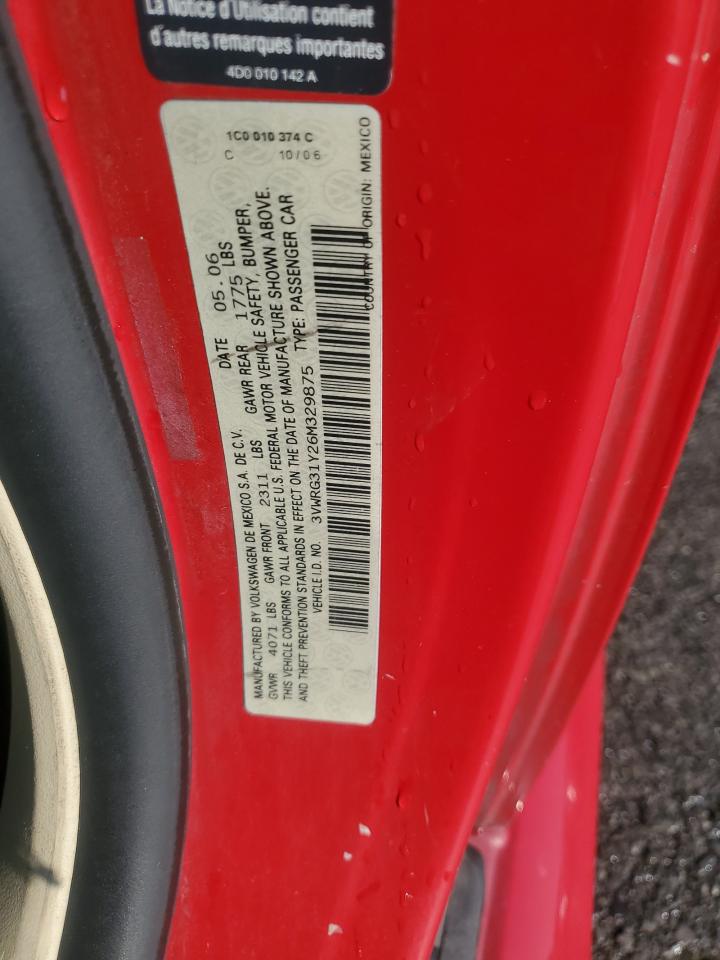 La Notice d'Utilisation contient
d'autres remarques importantes
4D0 010 142 A
1C0 010 374 C
C 10/06
MANUFACTURED BY VOLKSWAGEN DE MEXICO S.A. DE C.V. DATE 05.06
GVWR 4071 LBS GAWR FRONT 2311 LBS GAWR REAR 1775 LBS
THIS VEHICLE CONFORMS TO ALL APPLICABLE U.S. FEDERAL MOTOR VEHICLE SAFETY, BUMPER,
AND THEFT PREVENTION STANDARDS IN EFFECT ON THE DATE OF MANUFACTURE SHOWN ABOVE.
VEHICLE I.D. NO. 3VWRG31Y26M329875 TYPE: PASSENGER CAR
COUNTRY OF ORIGIN: MEXICO